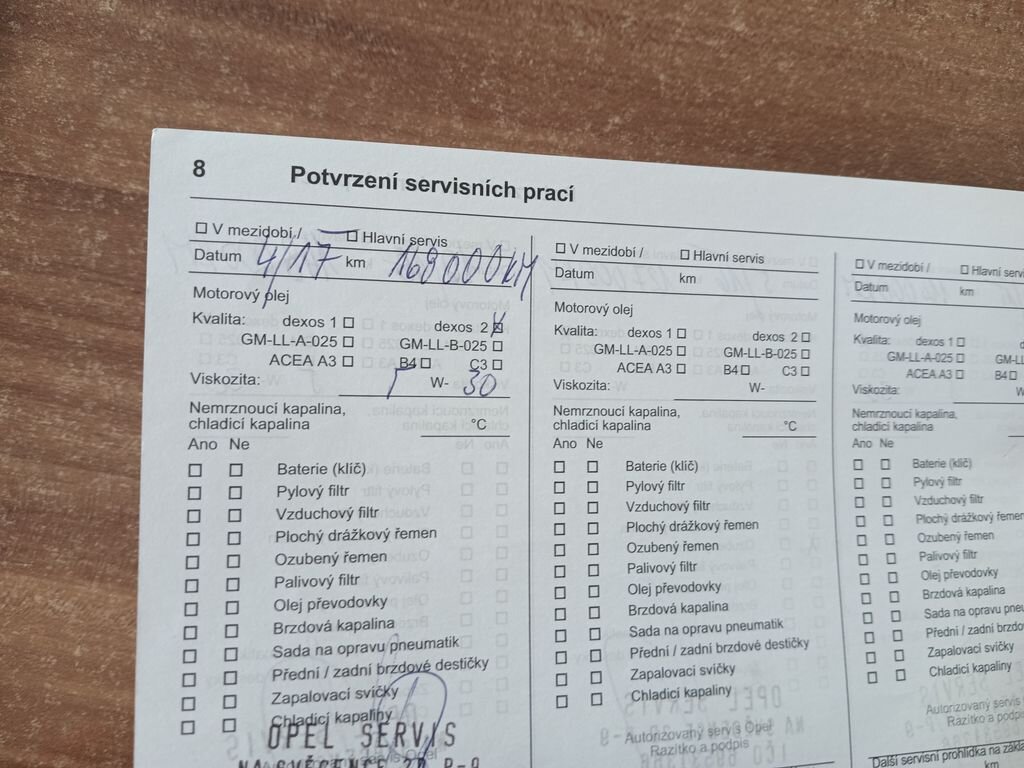 8 Potvrzení servisních prací
☐ V mezidobí / ☐ Hlavní servis
Datum 4/17 km 168000KM
Motorový olej
Kvalita: dexos 1 ☐ dexos 2 ☒
GM-LL-A-025 ☐ GM-LL-B-025 ☐
ACEA A3 ☐ B4 ☐ C3 ☐
Viskozita: W- 30
Nemrznoucí kapalina,
chladicí kapalina °C
Ano Ne
☐ ☐ Baterie (klíč)
☐ ☐ Pylový filtr
☐ ☐ Vzduchový filtr
☐ ☐ Plochý drážkový řemen
☐ ☐ Ozubený řemen
☐ ☐ Palivový filtr
☐ ☐ Olej převodovky
☐ ☐ Brzdová kapalina
☐ ☐ Sada na opravu pneumatik
☐ ☐ Přední / zadní brzdové destičky
☐ ☐ Zapalovací svíčky
☐ ☐ Chladicí kapaliny
OPEL SERVIS
☐ V mezidobí / ☐ Hlavní servis
Datum km
Motorový olej
Kvalita: dexos 1 ☐ dexos 2 ☐
GM-LL-A-025 ☐ GM-LL-B-025 ☐
ACEA A3 ☐ B4 ☐ C3 ☐
Viskozita: W-
Nemrznoucí kapalina,
chladicí kapalina °C
Ano Ne
☐ ☐ Baterie (klíč)
☐ ☐ Pylový filtr
☐ ☐ Vzduchový filtr
☐ ☐ Plochý drážkový řemen
☐ ☐ Ozubený řemen
☐ ☐ Palivový filtr
☐ ☐ Olej převodovky
☐ ☐ Brzdová kapalina
☐ ☐ Sada na opravu pneumatik
☐ ☐ Přední / zadní brzdové destičky
☐ ☐ Zapalovací svíčky
☐ ☐ Chladicí kapaliny
Autorizovaný servis Opel
Razítko a podpis
☐ V mezidobí / ☐ Hlavní servi
Datum km
Motorový olej
Kvalita: dexos 1 ☐ d
GM-LL-A-025 ☐ GM-LL
ACEA A3 ☐ B4 ☐
Viskozita: W
Nemrznoucí kapalina,
chladicí kapalina
Ano Ne
☐ ☐ Baterie (klíč)
☐ ☐ Pylový filtr
☐ ☐ Vzduchový filtr
☐ ☐ Plochý drážkový řemen
☐ ☐ Ozubený řemen
☐ ☐ Palivový filtr
☐ ☐ Olej převodovky
☐ ☐ Brzdová kapalina
☐ ☐ Sada na opravu pneu
☐ ☐ Přední / zadní brzdo
☐ ☐ Zapalovací svíčky
☐ ☐ Chladicí kapaliny
Autorizovaný servis
Razítko a podpis
Další servisní prohlídka na zákla
km